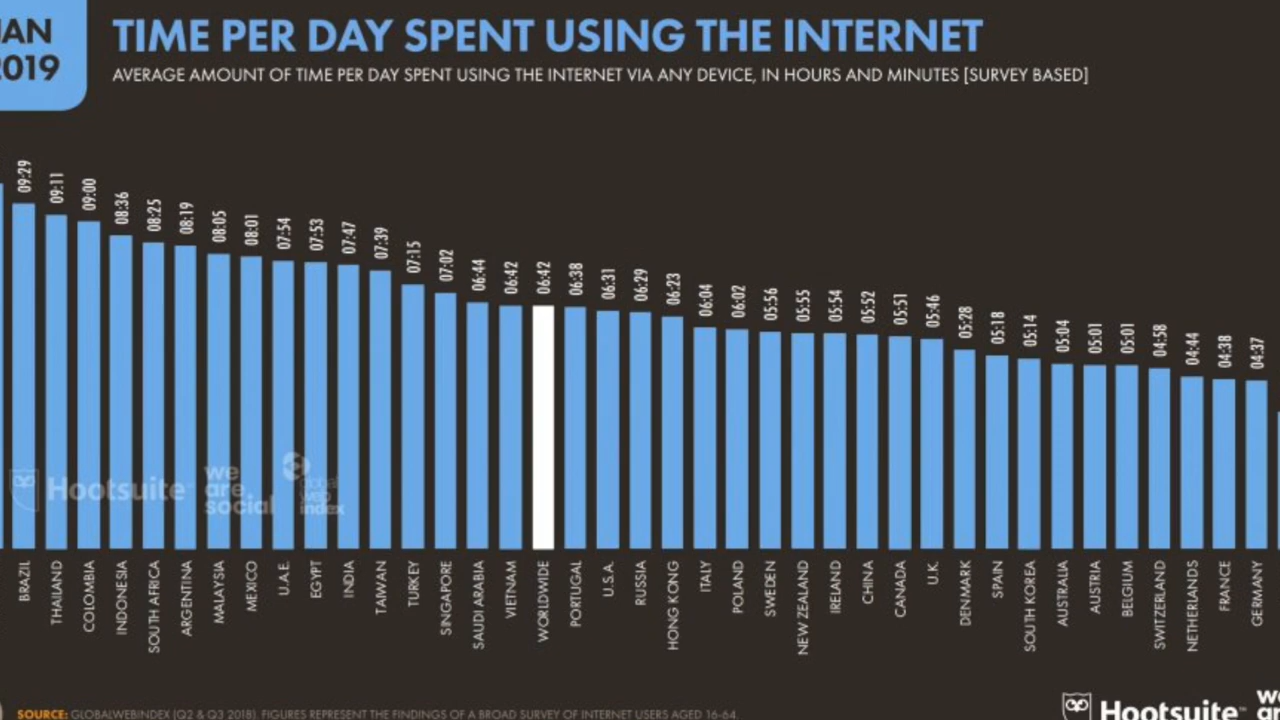 JAN
2019
TIME PER DAY SPENT USING THE INTERNET
AVERAGE AMOUNT OF TIME PER DAY SPENT USING THE INTERNET VIA ANY DEVICE, IN HOURS AND MINUTES [SURVEY BASED]
09:29
09:11
09:00
08:36
08:25
08:19
08:05
08:01
07:54
07:53
07:47
07:39
07:15
07:02
06:44
06:42
06:42
06:38
06:31
06:29
06:23
06:04
06:02
05:56
05:55
05:54
05:52
05:51
05:46
05:28
05:18
05:14
05:04
05:01
05:01
04:58
04:44
04:38
04:37
Hootsuite
we
are
social
global
web
index
BRAZIL
THAILAND
COLOMBIA
INDONESIA
SOUTH AFRICA
ARGENTINA
MALAYSIA
MEXICO
U.A.E.
EGYPT
INDIA
TAIWAN
TURKEY
SINGAPORE
SAUDI ARABIA
VIETNAM
WORLDWIDE
PORTUGAL
U.S.A.
RUSSIA
HONG KONG
ITALY
POLAND
SWEDEN
NEW ZEALAND
IRELAND
CHINA
CANADA
U.K.
DENMARK
SPAIN
SOUTH KOREA
AUSTRALIA
AUSTRIA
BELGIUM
SWITZERLAND
NETHERLANDS
FRANCE
GERMANY
SOURCE: GLOBALWEBINDEX (Q2 & Q3 2018). FIGURES REPRESENT THE FINDINGS OF A BROAD SURVEY OF INTERNET USERS AGED 16-64.
Hootsuite™
we